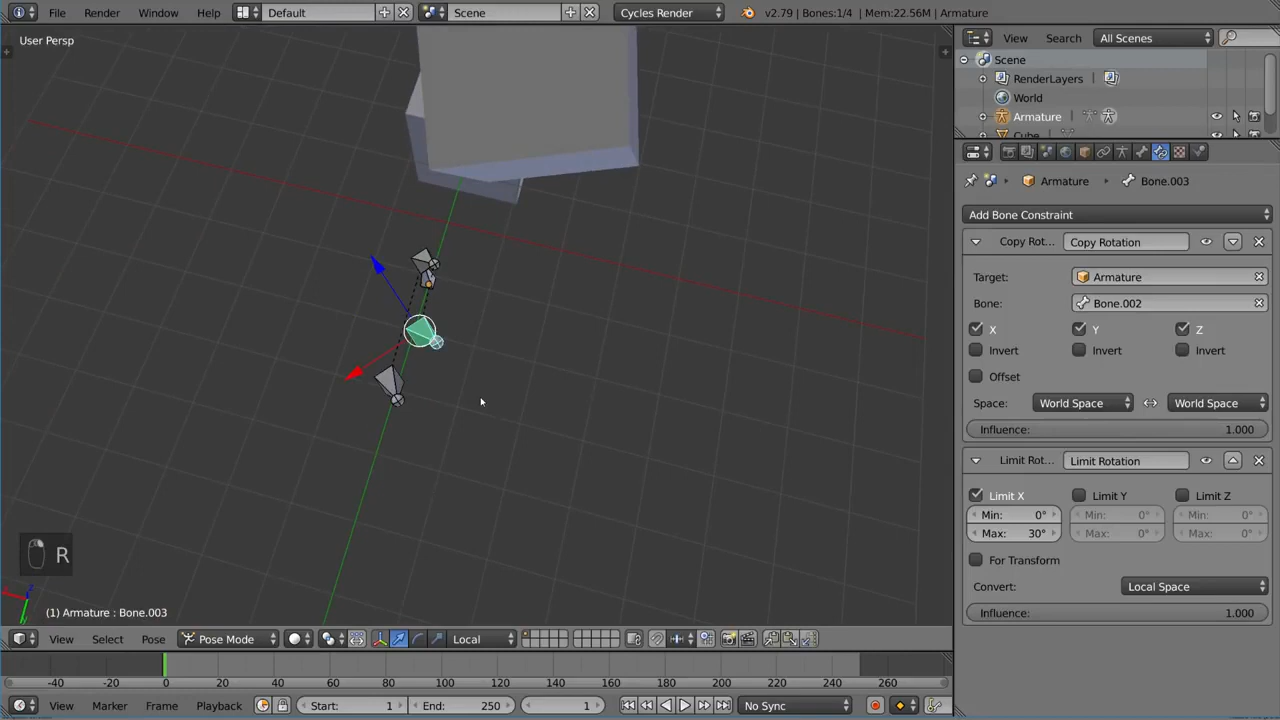 File Render Window Help Default Scene Cycles Render v2.79 | Bones:1/4 | Mem:22.56M | Armature
User Persp
View Search All Scenes
Scene
RenderLayers
World
Armature
Cube
Armature Bone.003
Add Bone Constraint
Copy Rot... Copy Rotation
Target: Armature
Bone: Bone.002
X Y Z
Invert Invert Invert
Offset
Space: World Space World Space
Influence: 1.000
Limit Rot... Limit Rotation
Limit X Limit Y Limit Z
Min: 0° Min: 0° Min: 0°
Max: 30° Max: 0° Max: 0°
For Transform
Convert: Local Space
Influence: 1.000
R
(1) Armature : Bone.003
View Select Pose Pose Mode Local
-40 -20 0 20 40 60 80 100 120 140 160 180 200 220 240 260
View Marker Frame Playback Start: 1 End: 250 1 No Sync